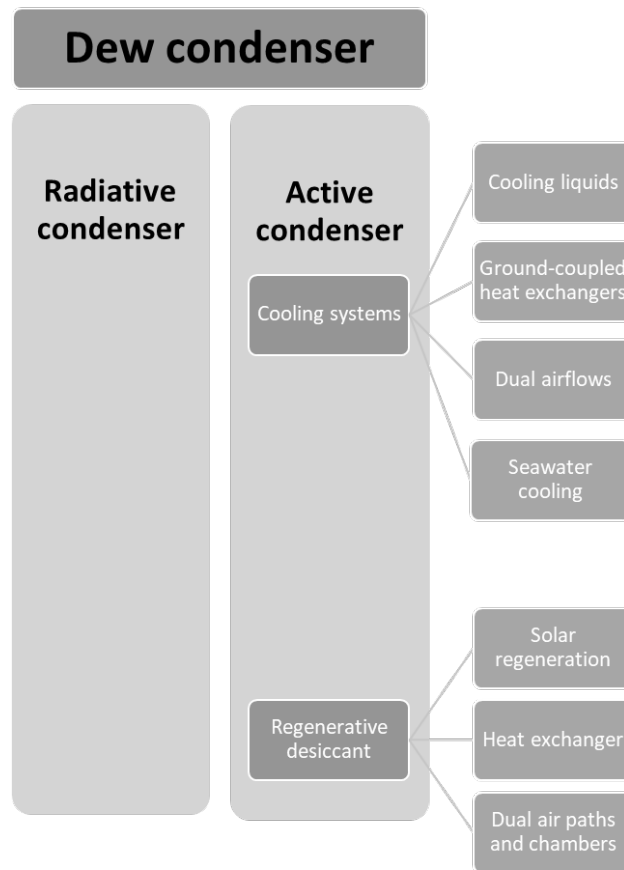 Dew condenser
Radiative
condenser
Active
condenser
Cooling systems
Cooling liquids
Ground-coupled
heat exchangers
Dual airflows
Seawater
cooling
Regenerative
desiccant
Solar
regeneration
Heat exchanger
Dual air paths
and chambers